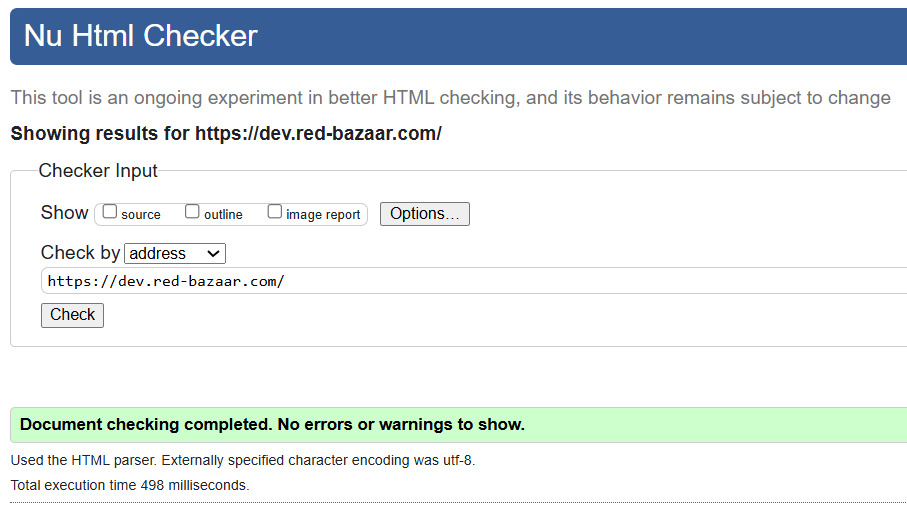 Nu Html Checker
This tool is an ongoing experiment in better HTML checking, and its behavior remains subject to change
Showing results for https://dev.red-bazaar.com/
Checker Input
Show source outline image report Options...
Check by address
https://dev.red-bazaar.com/
Check
Document checking completed. No errors or warnings to show.
Used the HTML parser. Externally specified character encoding was utf-8.
Total execution time 498 milliseconds.